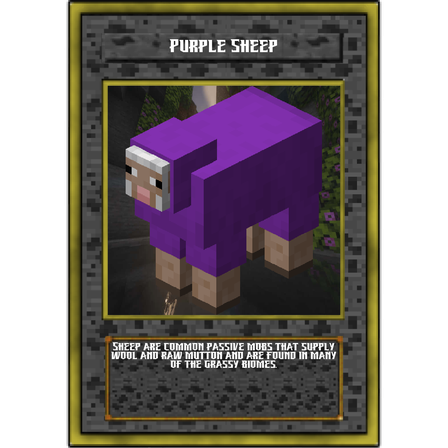 Purple Sheep
Sheep are common passive mobs that supply
wool and raw mutton and are found in many
of the grassy biomes.